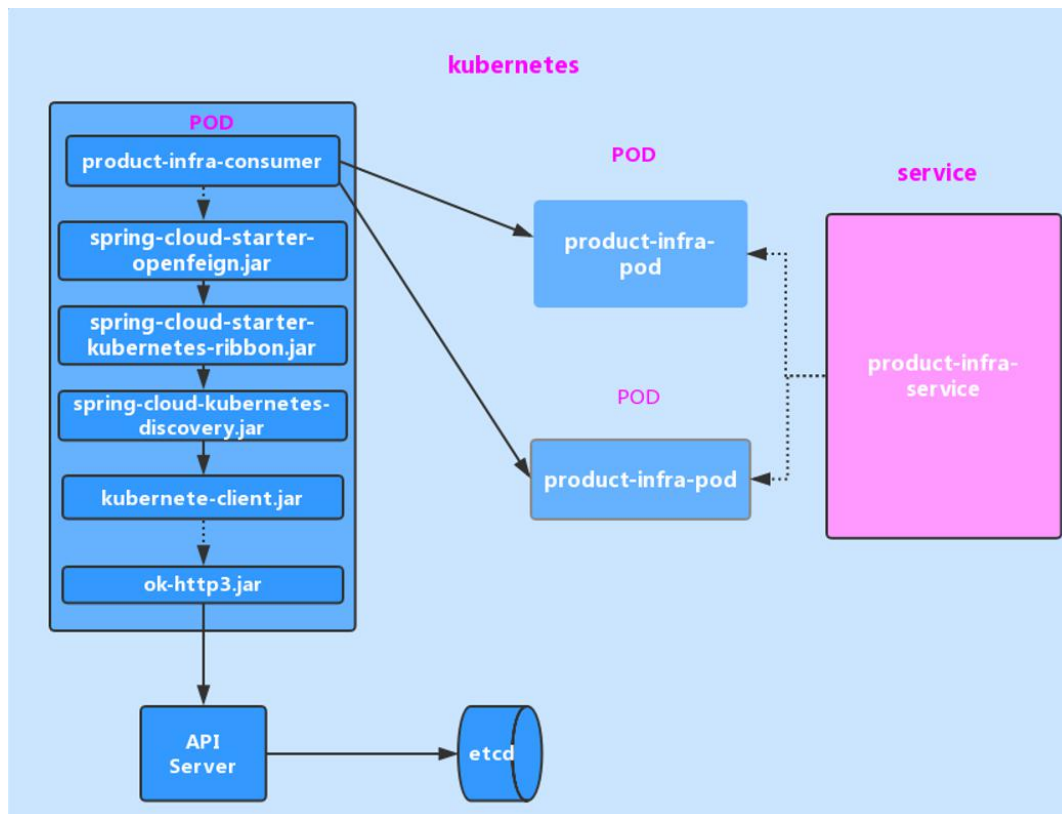 kubernetes
POD
product-infra-consumer
spring-cloud-starter-
openfeign.jar
spring-cloud-starter-
kubernetes-ribbon.jar
spring-cloud-kubernetes-
discovery.jar
kubernete-client.jar
ok-http3.jar
API
Server
etcd
POD
product-infra-
pod
POD
product-infra-pod
service
product-infra-
service